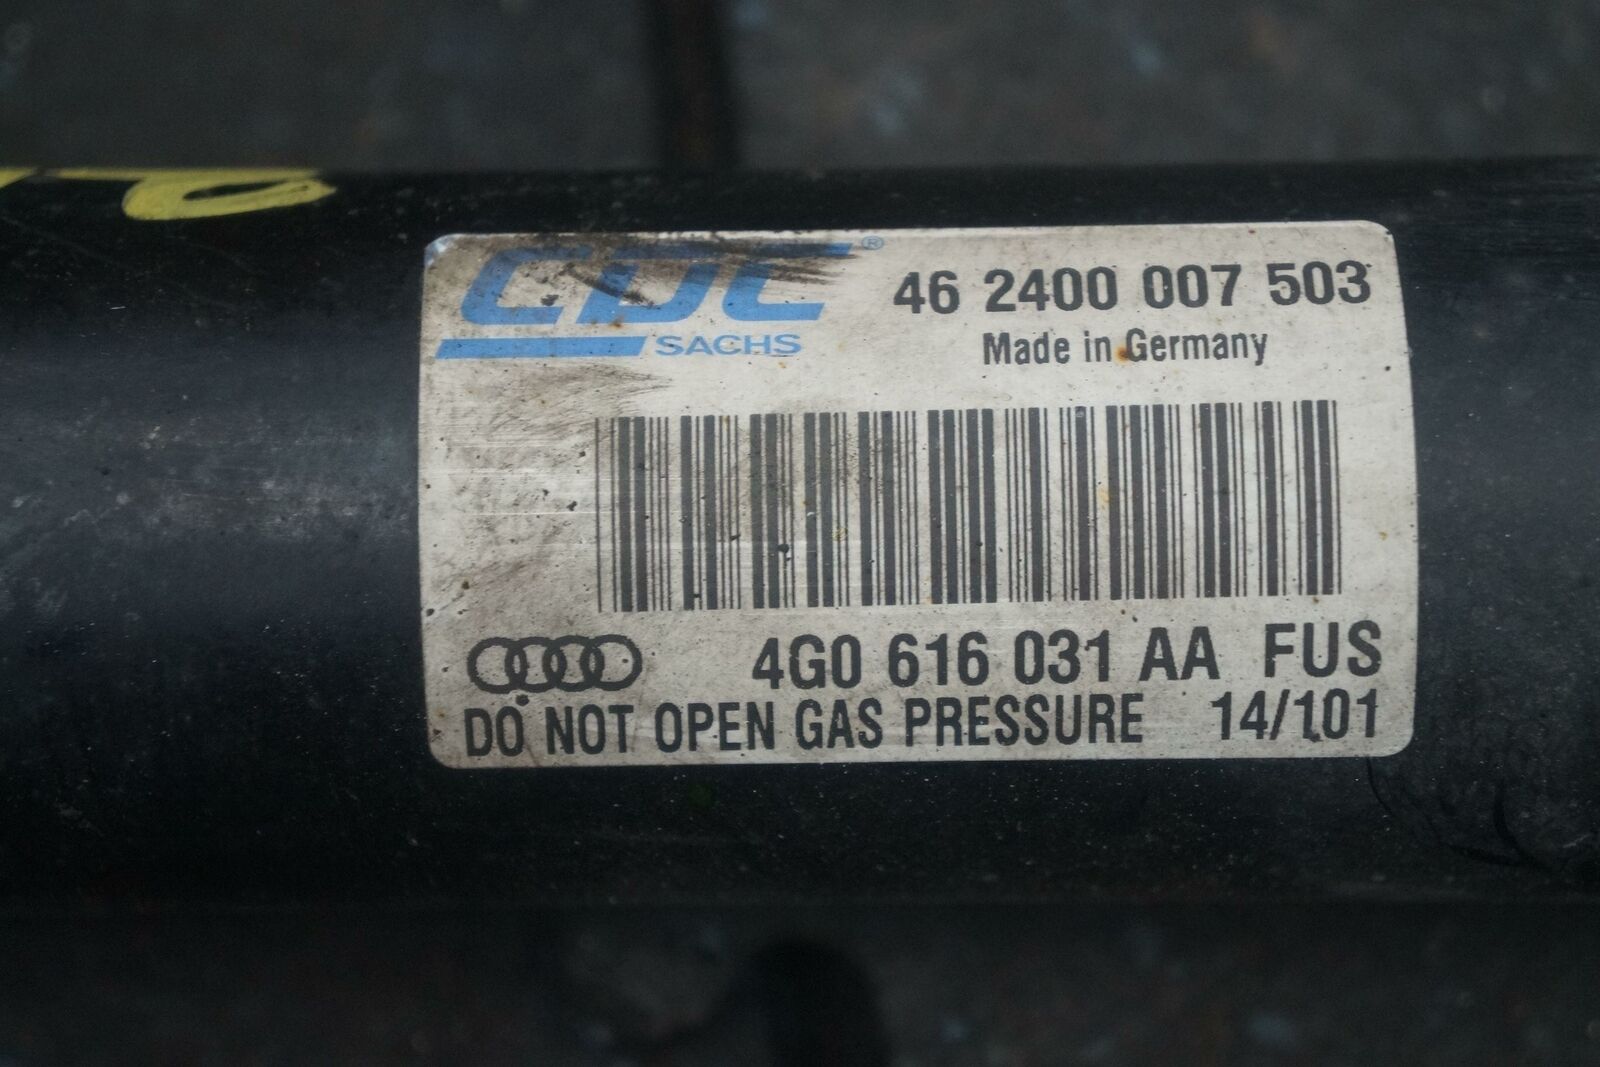 CDC®
SACHS
46 2400 007 503
Made in Germany
4G0 616 031 AA FUS
DO NOT OPEN GAS PRESSURE 14/101